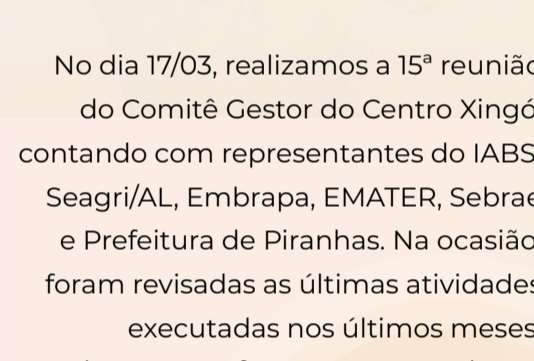 No dia 17/03, realizamos a 15ª reunião
do Comitê Gestor do Centro Xingó
contando com representantes do IABS
Seagri/AL, Embrapa, EMATER, Sebrae
e Prefeitura de Piranhas. Na ocasião
foram revisadas as últimas atividades
executadas nos últimos meses